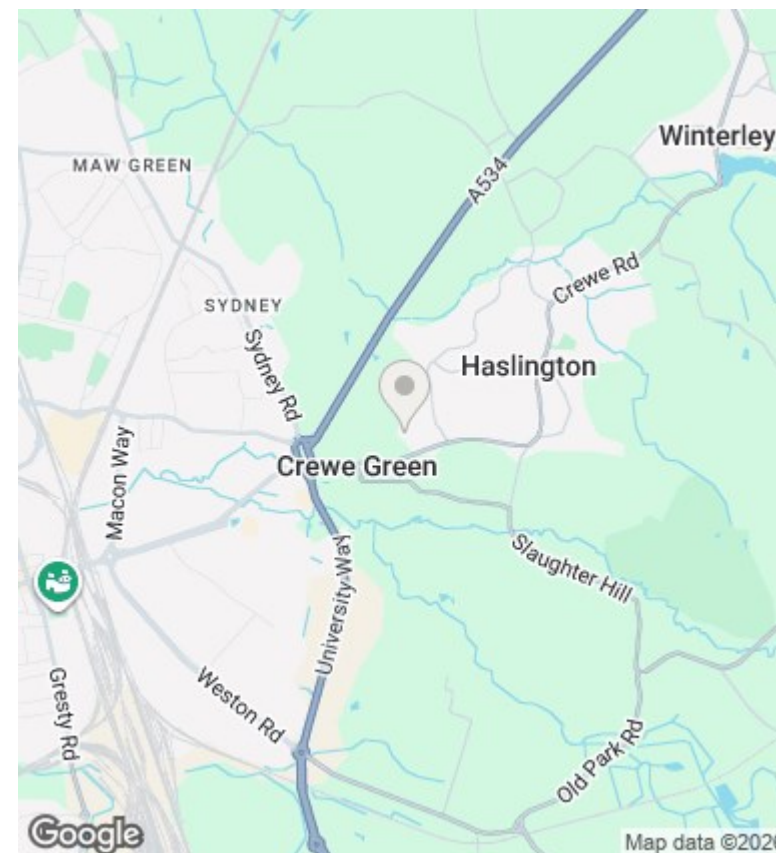 Winterley
MAW GREEN
A534
Crewe Rd
SYDNEY
Sydney Rd
Haslington
Macon Way
Crewe Green
Slaughter Hill
University Way
Gresty Rd
Weston Rd
Old Park Rd
Google
Map data ©2020